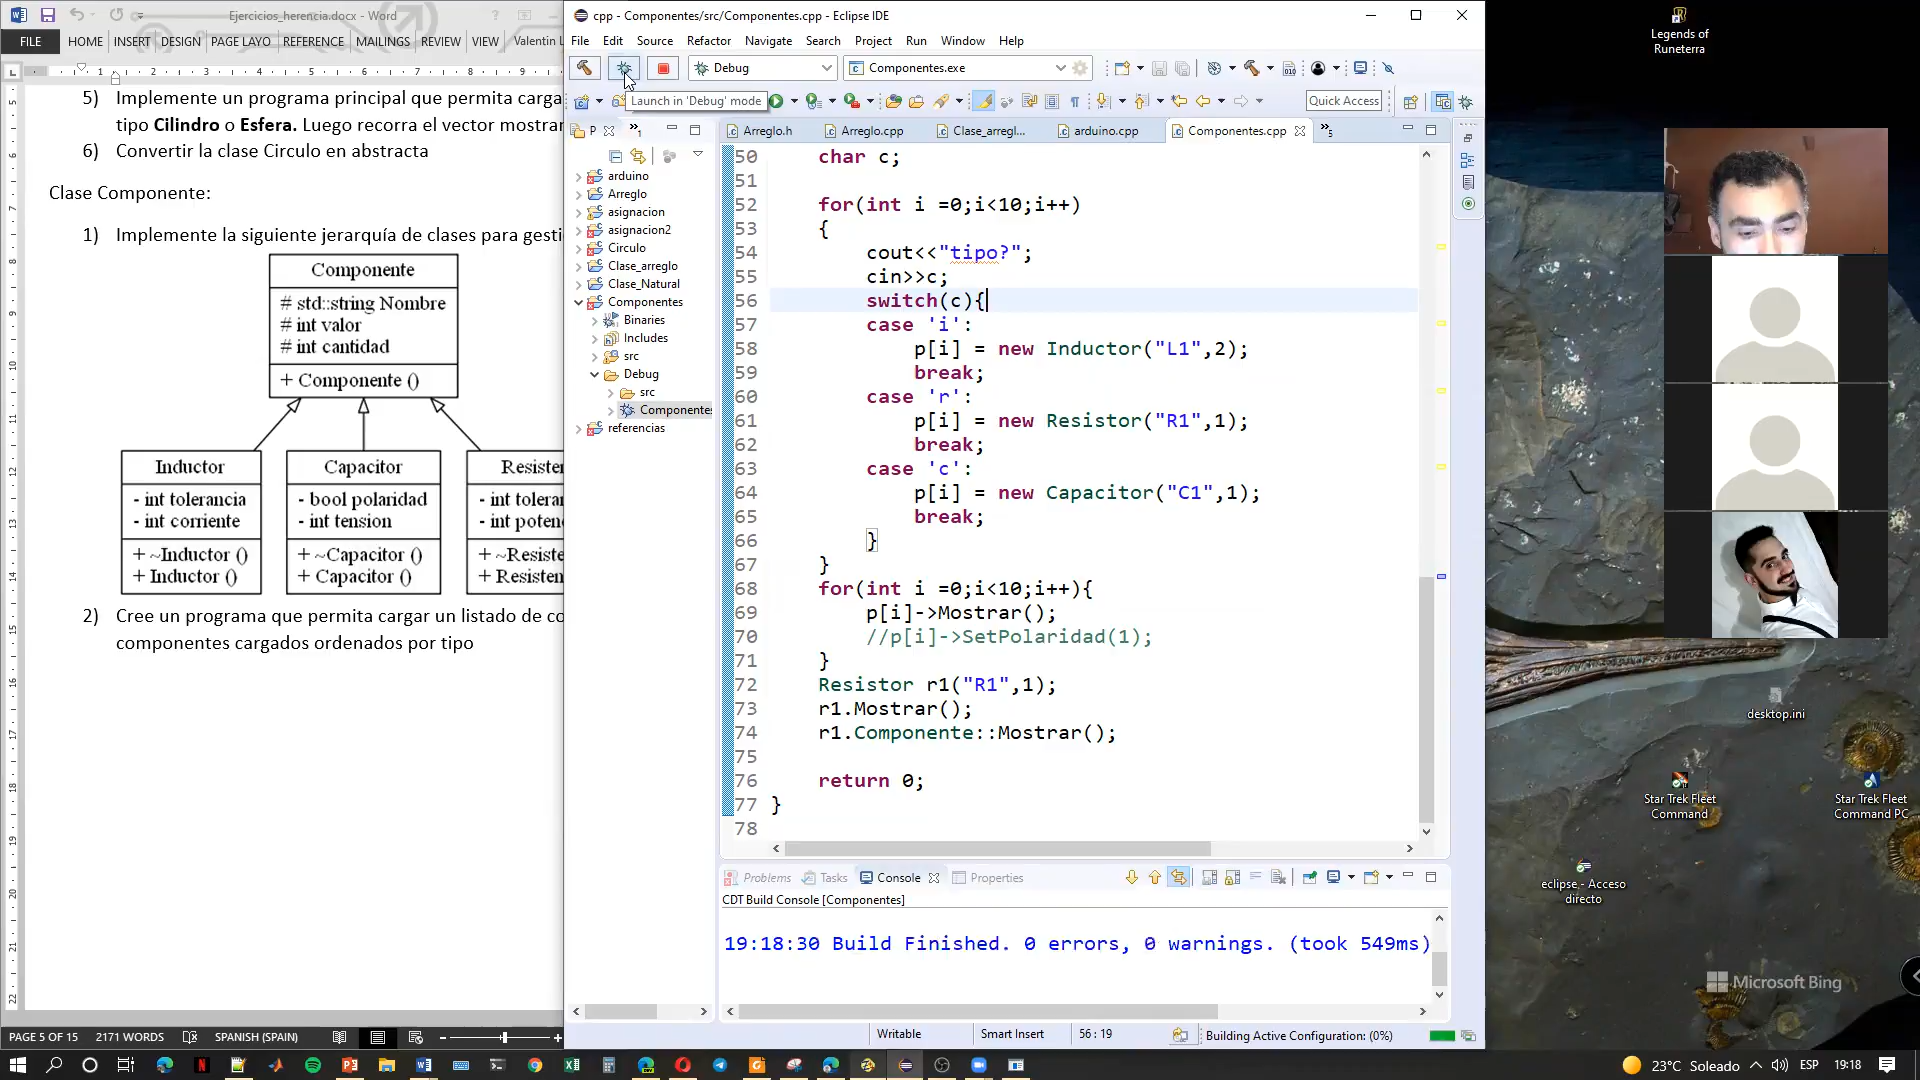 Ejercicios_herencia.docx - Word
FILE HOME INSERT DESIGN PAGE LAYO REFERENCE MAILINGS REVIEW VIEW Valentin L
5) Implemente un programa principal que permita carga
tipo Cilindro o Esfera. Luego recorra el vector mostrar
6) Convertir la clase Circulo en abstracta
Clase Componente:
1) Implemente la siguiente jerarquía de clases para gesti
Componente
# std::string Nombre
# int valor
# int cantidad
+ Componente ()
Inductor
- int tolerancia
- int corriente
+ ~Inductor ()
+ Inductor ()
Capacitor
- bool polaridad
- int tension
+ ~Capacitor ()
+ Capacitor ()
Resisten
- int toleran
- int poten
+ ~Resiste
+ Resisten
2) Cree un programa que permita cargar un listado de co
componentes cargados ordenados por tipo
PAGE 5 OF 15 2171 WORDS SPANISH (SPAIN)
cpp - Componentes/src/Componentes.cpp - Eclipse IDE
File Edit Source Refactor Navigate Search Project Run Window Help
Debug
Componentes.exe
Launch in 'Debug' mode
Quick Access
P
»1
Arreglo.h
Arreglo.cpp
Clase_arregl...
arduino.cpp
Componentes.cpp
»5
arduino
Arreglo
asignacion
asignacion2
Circulo
Clase_arreglo
Clase_Natural
Componentes
Binaries
Includes
src
Debug
src
Componentes
referencias
50 char c;
51
52 for(int i =0;i<10;i++)
53 {
54 cout<<"tipo?";
55 cin>>c;
56 switch(c){
57 case 'i':
58 p[i] = new Inductor("L1",2);
59 break;
60 case 'r':
61 p[i] = new Resistor("R1",1);
62 break;
63 case 'c':
64 p[i] = new Capacitor("C1",1);
65 break;
66 }
67 }
68 for(int i =0;i<10;i++){
69 p[i]->Mostrar();
70 //p[i]->SetPolaridad(1);
71 }
72 Resistor r1("R1",1);
73 r1.Mostrar();
74 r1.Componente::Mostrar();
75
76 return 0;
77 }
78
Problems Tasks Console Properties
CDT Build Console [Componentes]
19:18:30 Build Finished. 0 errors, 0 warnings. (took 549ms)
Writable Smart Insert 56 : 19 Building Active Configuration: (0%)
Legends of
Runeterra
desktop.ini
Star Trek Fleet
Command
Star Trek Fleet
Command PC
eclipse - Acceso
directo
Microsoft Bing
23°C Soleado ESP 19:18